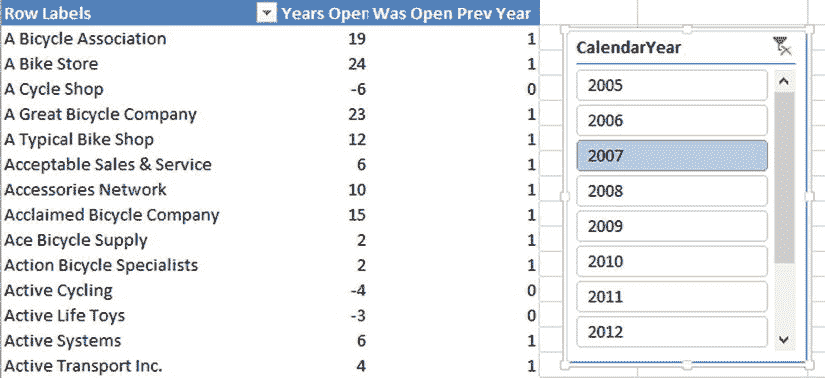 Row Labels Years Open Was Open Prev Year
A Bicycle Association 19 1
A Bike Store 24 1
A Cycle Shop -6 0
A Great Bicycle Company 23 1
A Typical Bike Shop 12 1
Acceptable Sales & Service 6 1
Accessories Network 10 1
Acclaimed Bicycle Company 15 1
Ace Bicycle Supply 2 1
Action Bicycle Specialists 2 1
Active Cycling -4 0
Active Life Toys -3 0
Active Systems 6 1
Active Transport Inc. 4 1
CalendarYear
2005
2006
2007
2008
2009
2010
2011
2012